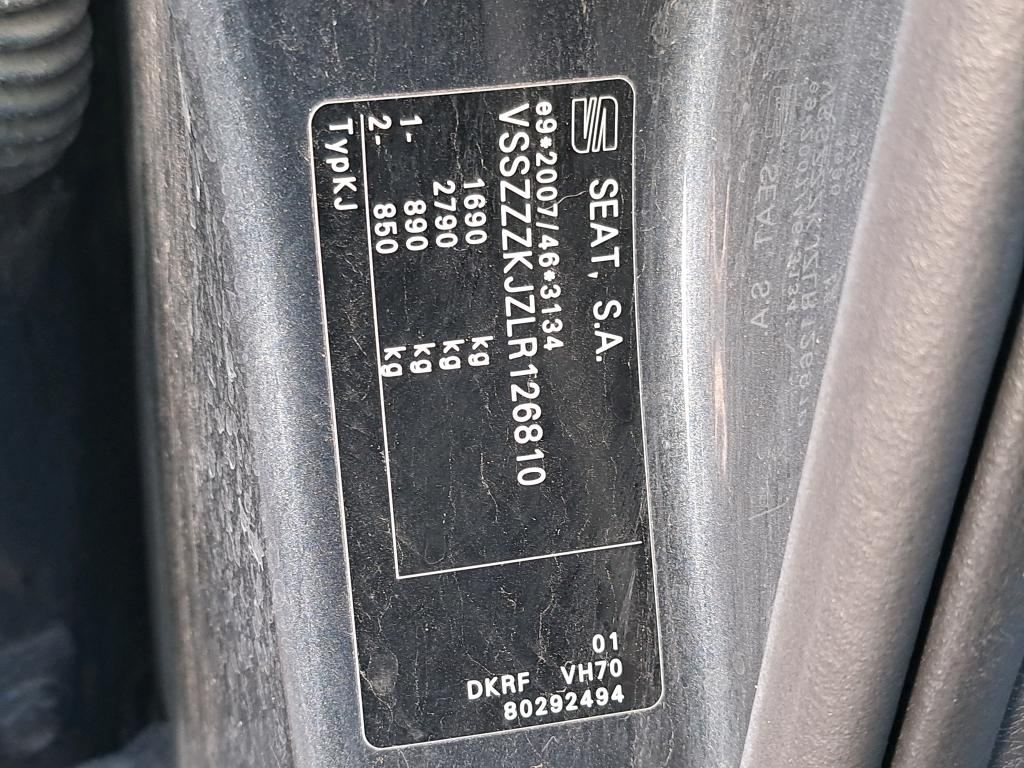 SEAT, S.A.
e9*2007/46*3134
VSSZZZKJZLR126810
1690 kg
2790 kg
1- 890 kg
2- 850 kg
TypKJ
01
DKRF VH70
80292494